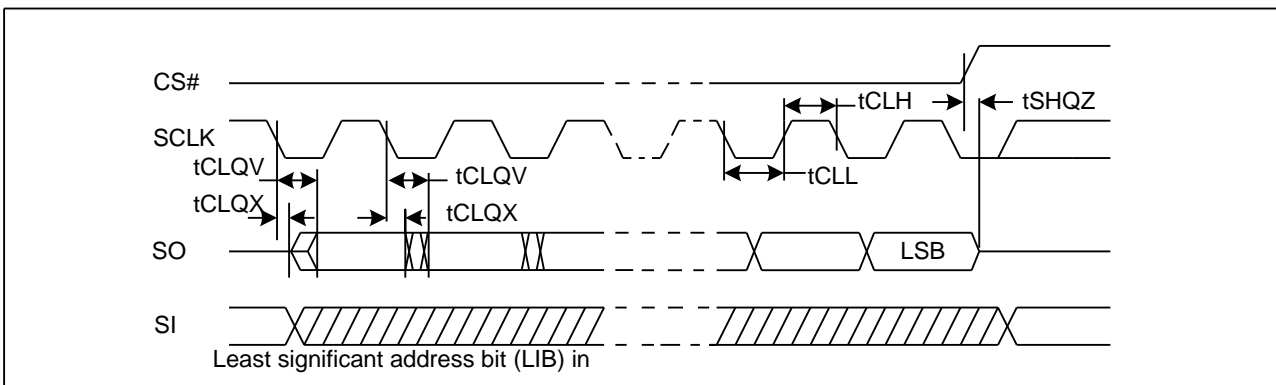 CS#
tCLH
tSHQZ
SCLK
tCLQV
tCLQV
tCLL
tCLQX
tCLQX
SO
LSB
SI
Least significant address bit (LIB) in